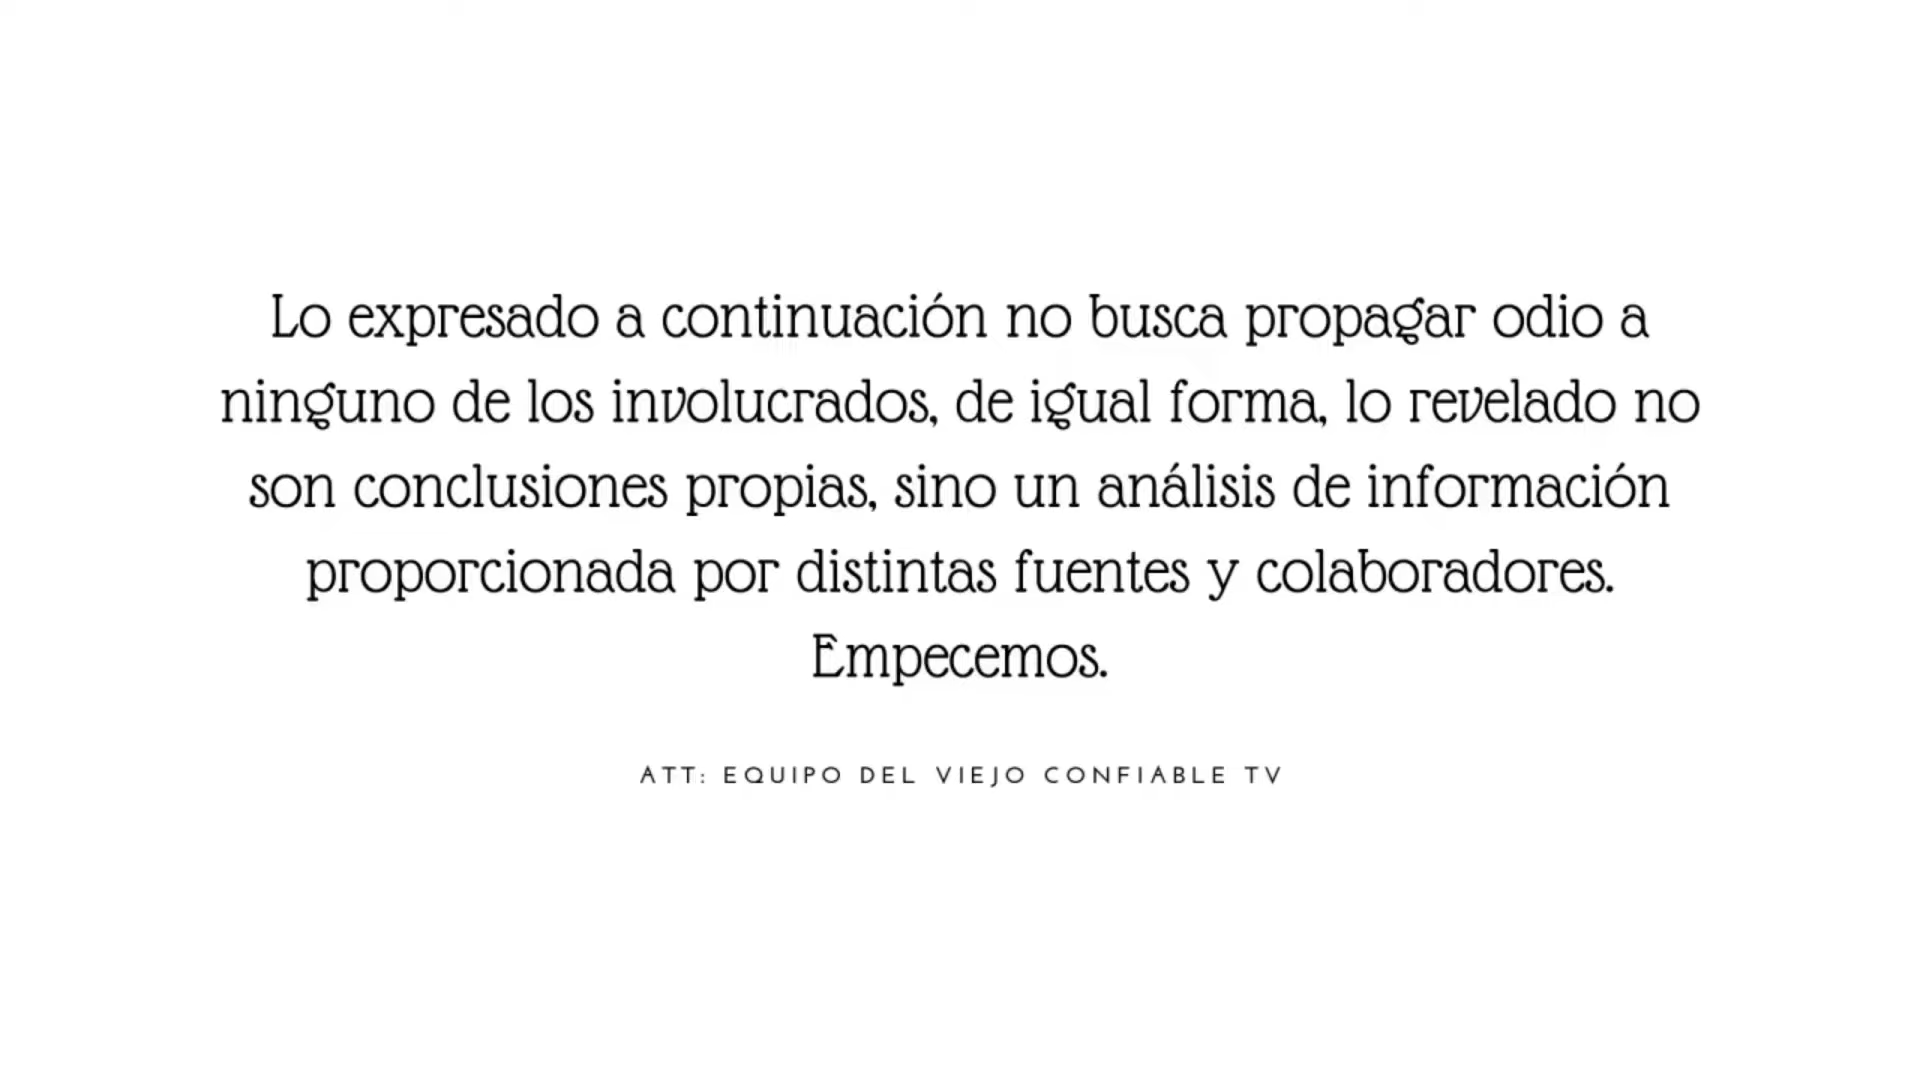 Lo expresado a continuación no busca propagar odio a
ninguno de los involucrados, de igual forma, lo revelado no
son conclusiones propias, sino un análisis de información
proporcionada por distintas fuentes y colaboradores.
Empecemos.
ATT: EQUIPO DEL VIEJO CONFIABLE TV